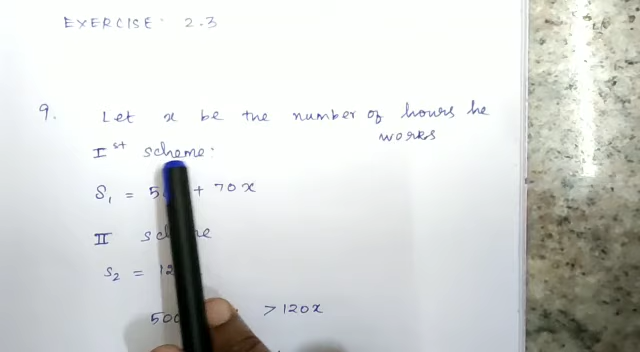 EXERCISE: 2.3
9. Let x be the number of hours he
works
Ist scheme:
S₁ = 5 + 70x
II
S₂ = 12
500 > 120x